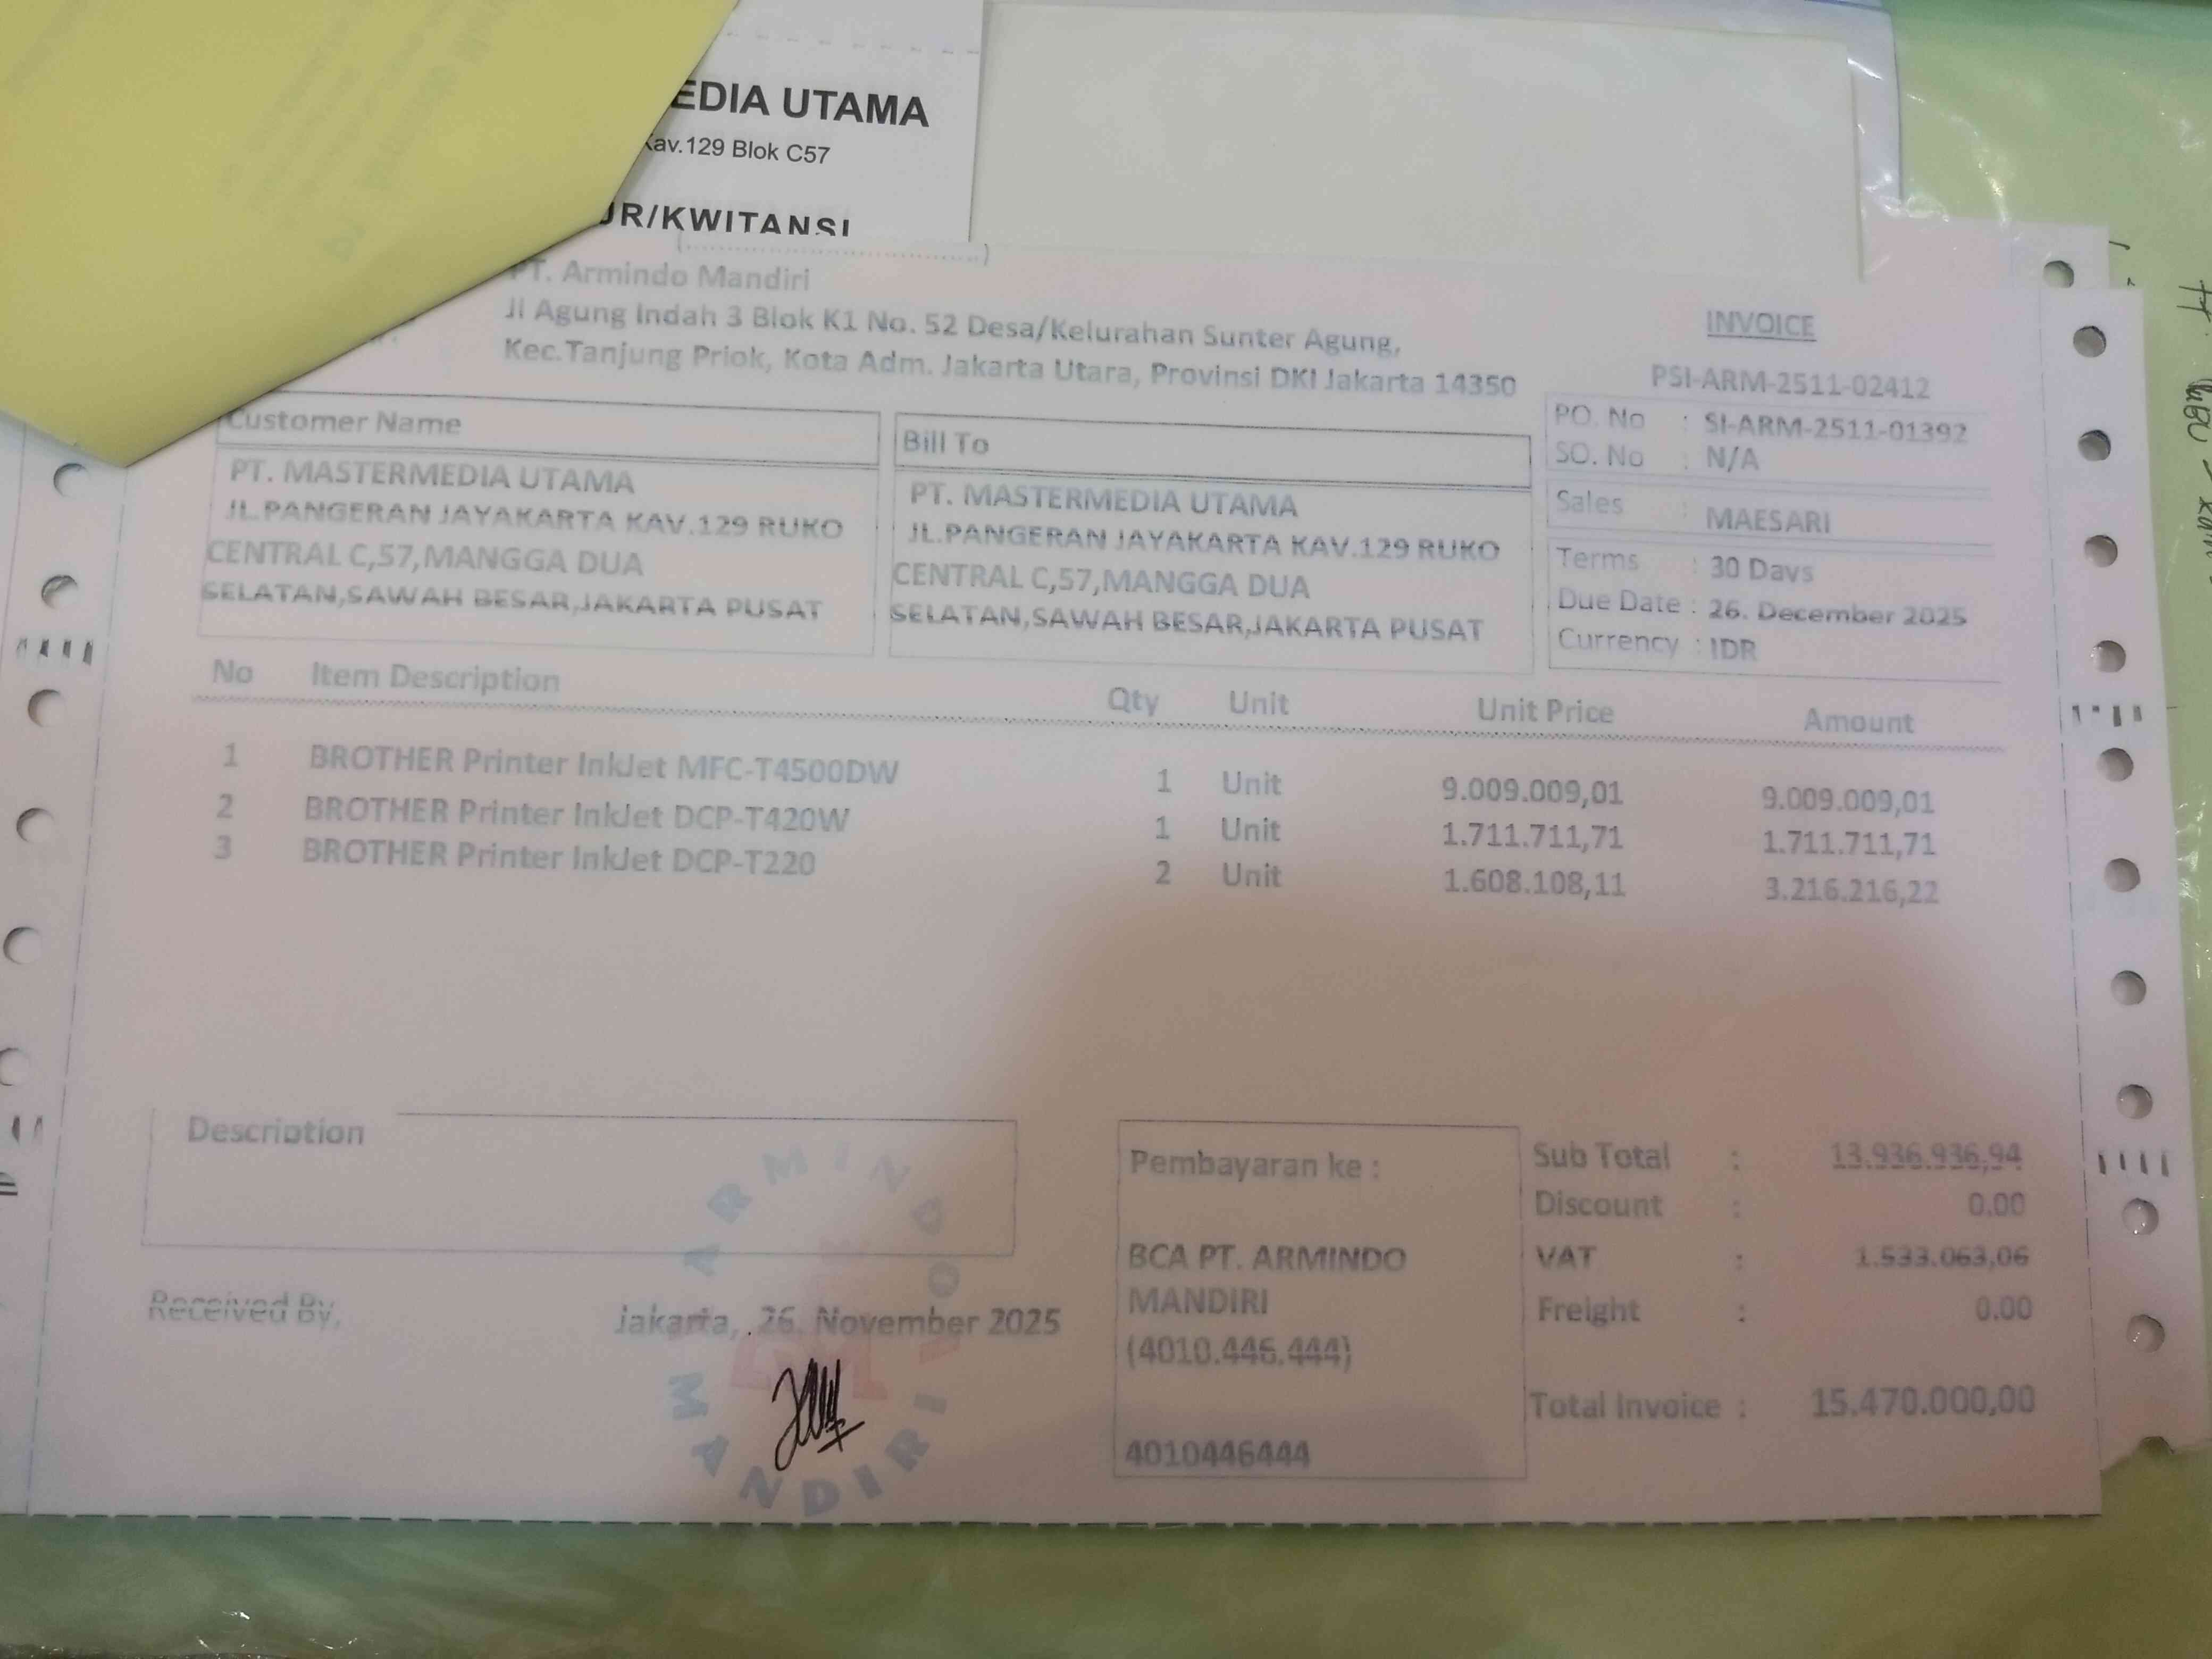 EDIA UTAMA
Kav.129 Blok C57
UR/KWITANSI
PT. Armindo Mandiri
Jl Agung Indah 3 Blok K1 No. 52 Desa/Kelurahan Sunter Agung,
Kec.Tanjung Priok, Kota Adm. Jakarta Utara, Provinsi DKI Jakarta 14350
INVOICE
PSI-ARM-2511-02412
PO. No : SI-ARM-2511-01392
SO. No : N/A
Sales : MAESARI
Terms : 30 Days
Due Date : 26. December 2025
Currency : IDR
Customer Name
PT. MASTERMEDIA UTAMA
JL.PANGERAN JAYAKARTA KAV.129 RUKO
CENTRAL C,57,MANGGA DUA
SELATAN,SAWAH BESAR,JAKARTA PUSAT
Bill To
PT. MASTERMEDIA UTAMA
JL.PANGERAN JAYAKARTA KAV.129 RUKO
CENTRAL C,57,MANGGA DUA
SELATAN,SAWAH BESAR,JAKARTA PUSAT
No Item Description Qty Unit Unit Price Amount
1 BROTHER Printer InkJet MFC-T4500DW 1 Unit 9.009.009,01 9.009.009,01
2 BROTHER Printer InkJet DCP-T420W 1 Unit 1.711.711,71 1.711.711,71
3 BROTHER Printer InkJet DCP-T220 2 Unit 1.608.108,11 3.216.216,22
Description
Received By,
Jakarta, 26. November 2025
ARMINDO MANDIRI
Pembayaran ke :
BCA PT. ARMINDO
MANDIRI
(4010.446.444)
4010446444
Sub Total : 13.936.936,94
Discount : 0.00
VAT : 1.533.063,06
Freight : 0.00
Total Invoice : 15.470.000,00